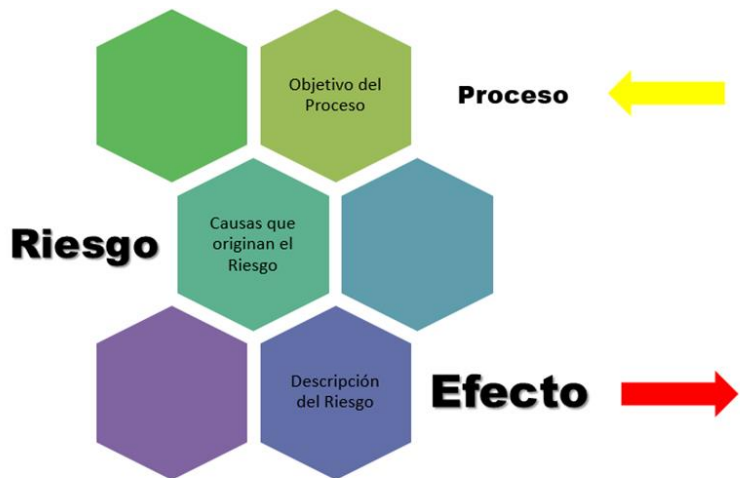 Objetivo del
Proceso
Proceso
Riesgo
Causas que
originan el
Riesgo
Descripción
del Riesgo
Efecto